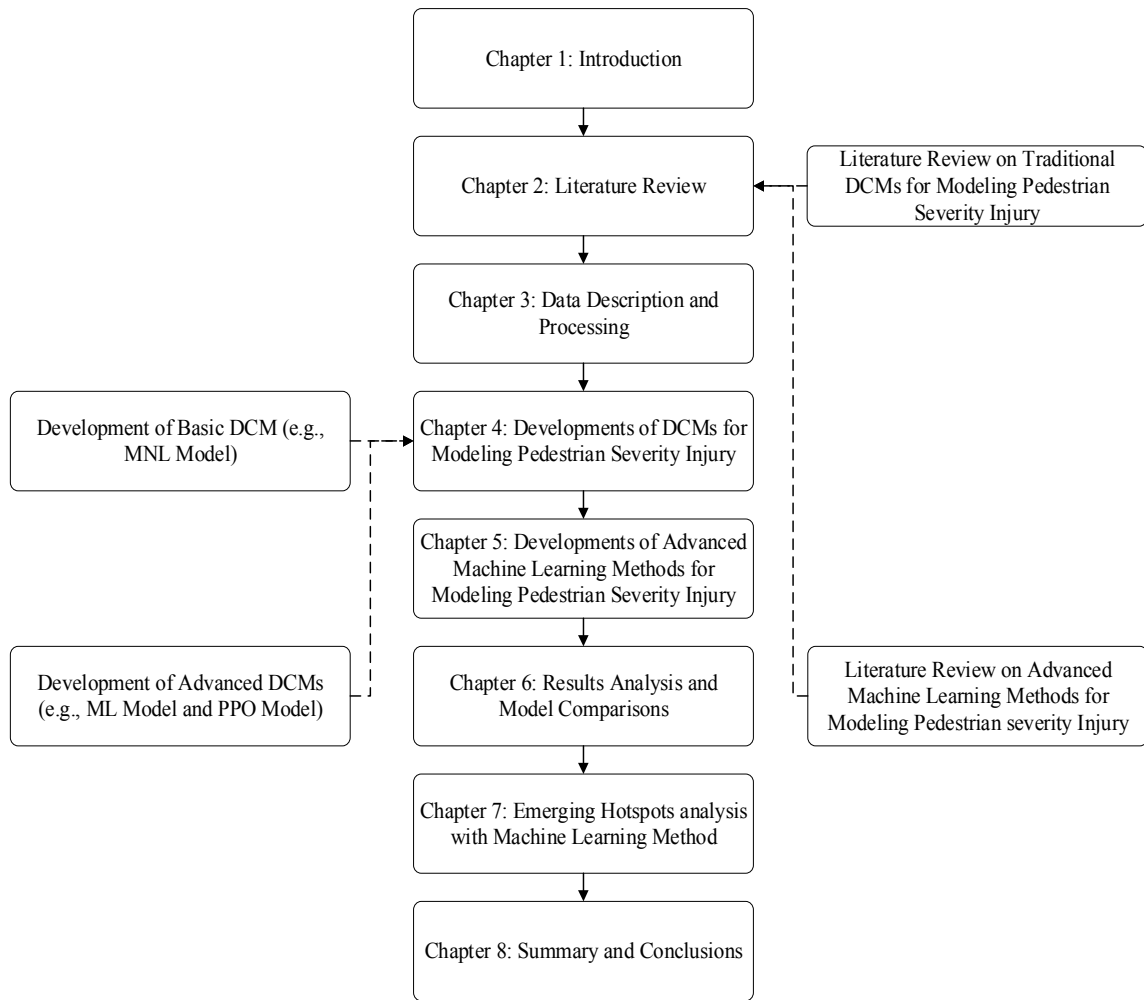 Chapter 1: Introduction
Chapter 2: Literature Review
Literature Review on Traditional
DCMs for Modeling Pedestrian
Severity Injury
Chapter 3: Data Description and
Processing
Development of Basic DCM (e.g.,
MNL Model)
Chapter 4: Developments of DCMs for
Modeling Pedestrian Severity Injury
Chapter 5: Developments of Advanced
Machine Learning Methods for
Modeling Pedestrian Severity Injury
Development of Advanced DCMs
(e.g., ML Model and PPO Model)
Chapter 6: Results Analysis and
Model Comparisons
Literature Review on Advanced
Machine Learning Methods for
Modeling Pedestrian severity Injury
Chapter 7: Emerging Hotspots analysis
with Machine Learning Method
Chapter 8: Summary and Conclusions